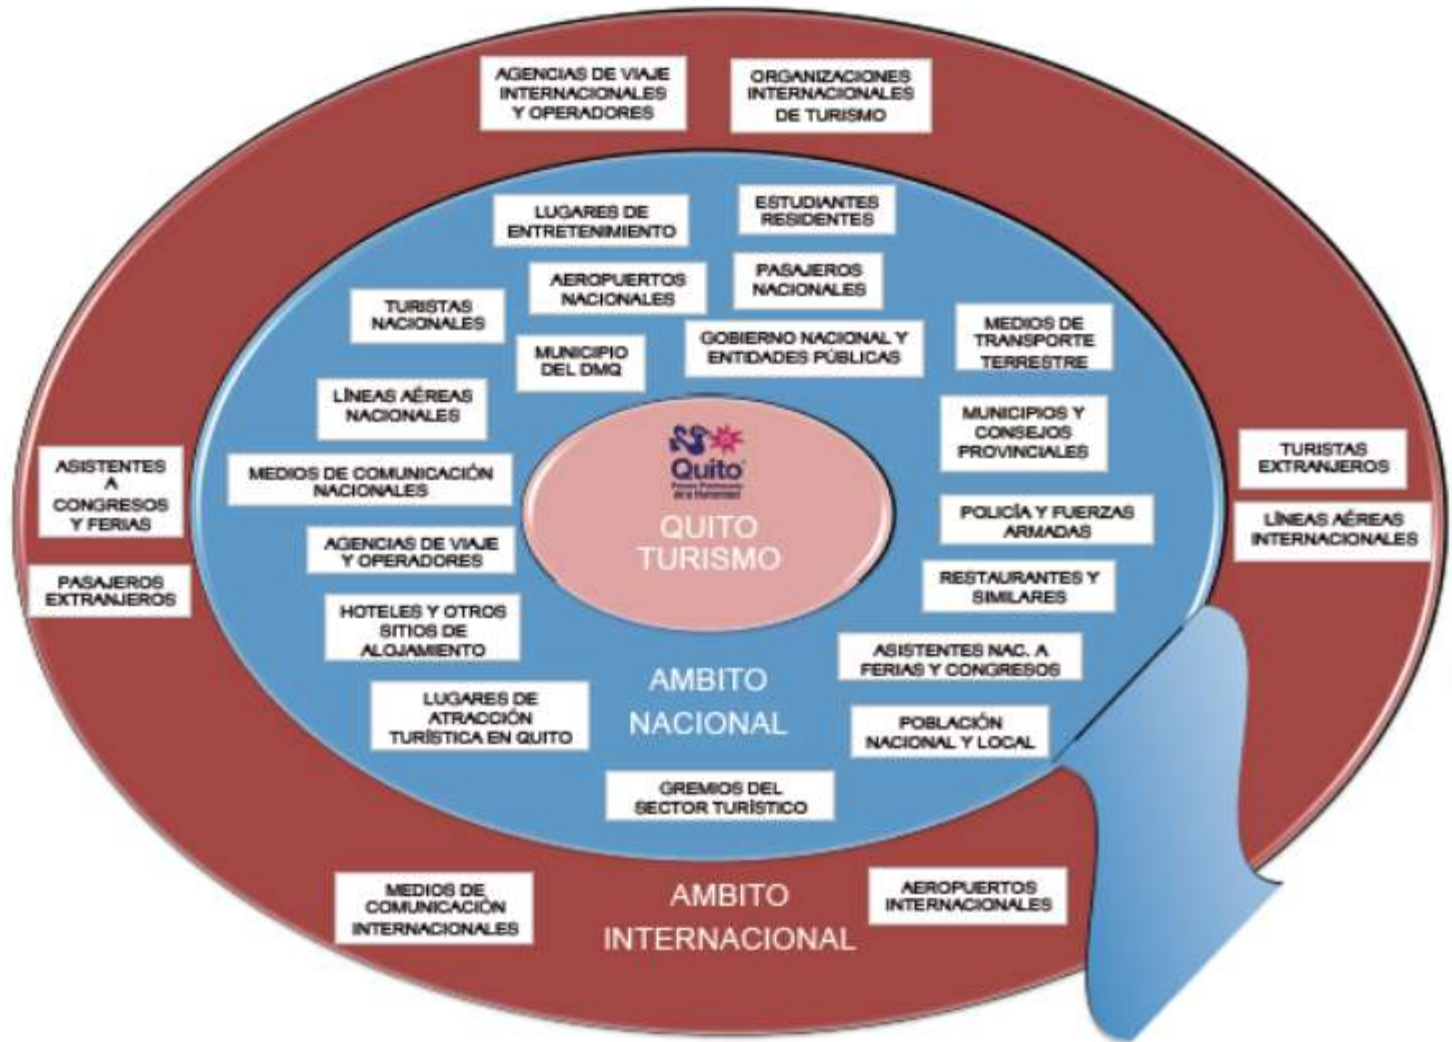 AGENCIAS DE VIAJE
INTERNACIONALES
Y OPERADORES
ORGANIZACIONES
INTERNACIONALES
DE TURISMO
LUGARES DE
ENTRETENIMIENTO
ESTUDIANTES
RESIDENTES
AEROPUERTOS
NACIONALES
PASAJEROS
NACIONALES
TURISTAS
NACIONALES
MUNICIPIO
DEL DMQ
GOBIERNO NACIONAL Y
ENTIDADES PÚBLICAS
MEDIOS DE
TRANSPORTE
TERRESTRE
LÍNEAS AÉREAS
NACIONALES
MUNICIPIOS Y
CONSEJOS
PROVINCIALES
ASISTENTES
A
CONGRESOS
Y FERIAS
MEDIOS DE COMUNICACIÓN
NACIONALES
Quito
QUITO
TURISMO
TURISTAS
EXTRANJEROS
POLICÍA Y FUERZAS
ARMADAS
LÍNEAS AÉREAS
INTERNACIONALES
AGENCIAS DE VIAJE
Y OPERADORES
PASAJEROS
EXTRANJEROS
RESTAURANTES Y
SIMILARES
HOTELES Y OTROS
SITIOS DE
ALOJAMIENTO
ASISTENTES NAC. A
FERIAS Y CONGRESOS
AMBITO
NACIONAL
LUGARES DE
ATRACCIÓN
TURÍSTICA EN QUITO
POBLACIÓN
NACIONAL Y LOCAL
GREMIOS DEL
SECTOR TURÍSTICO
MEDIOS DE
COMUNICACIÓN
INTERNACIONALES
AMBITO
INTERNACIONAL
AEROPUERTOS
INTERNACIONALES